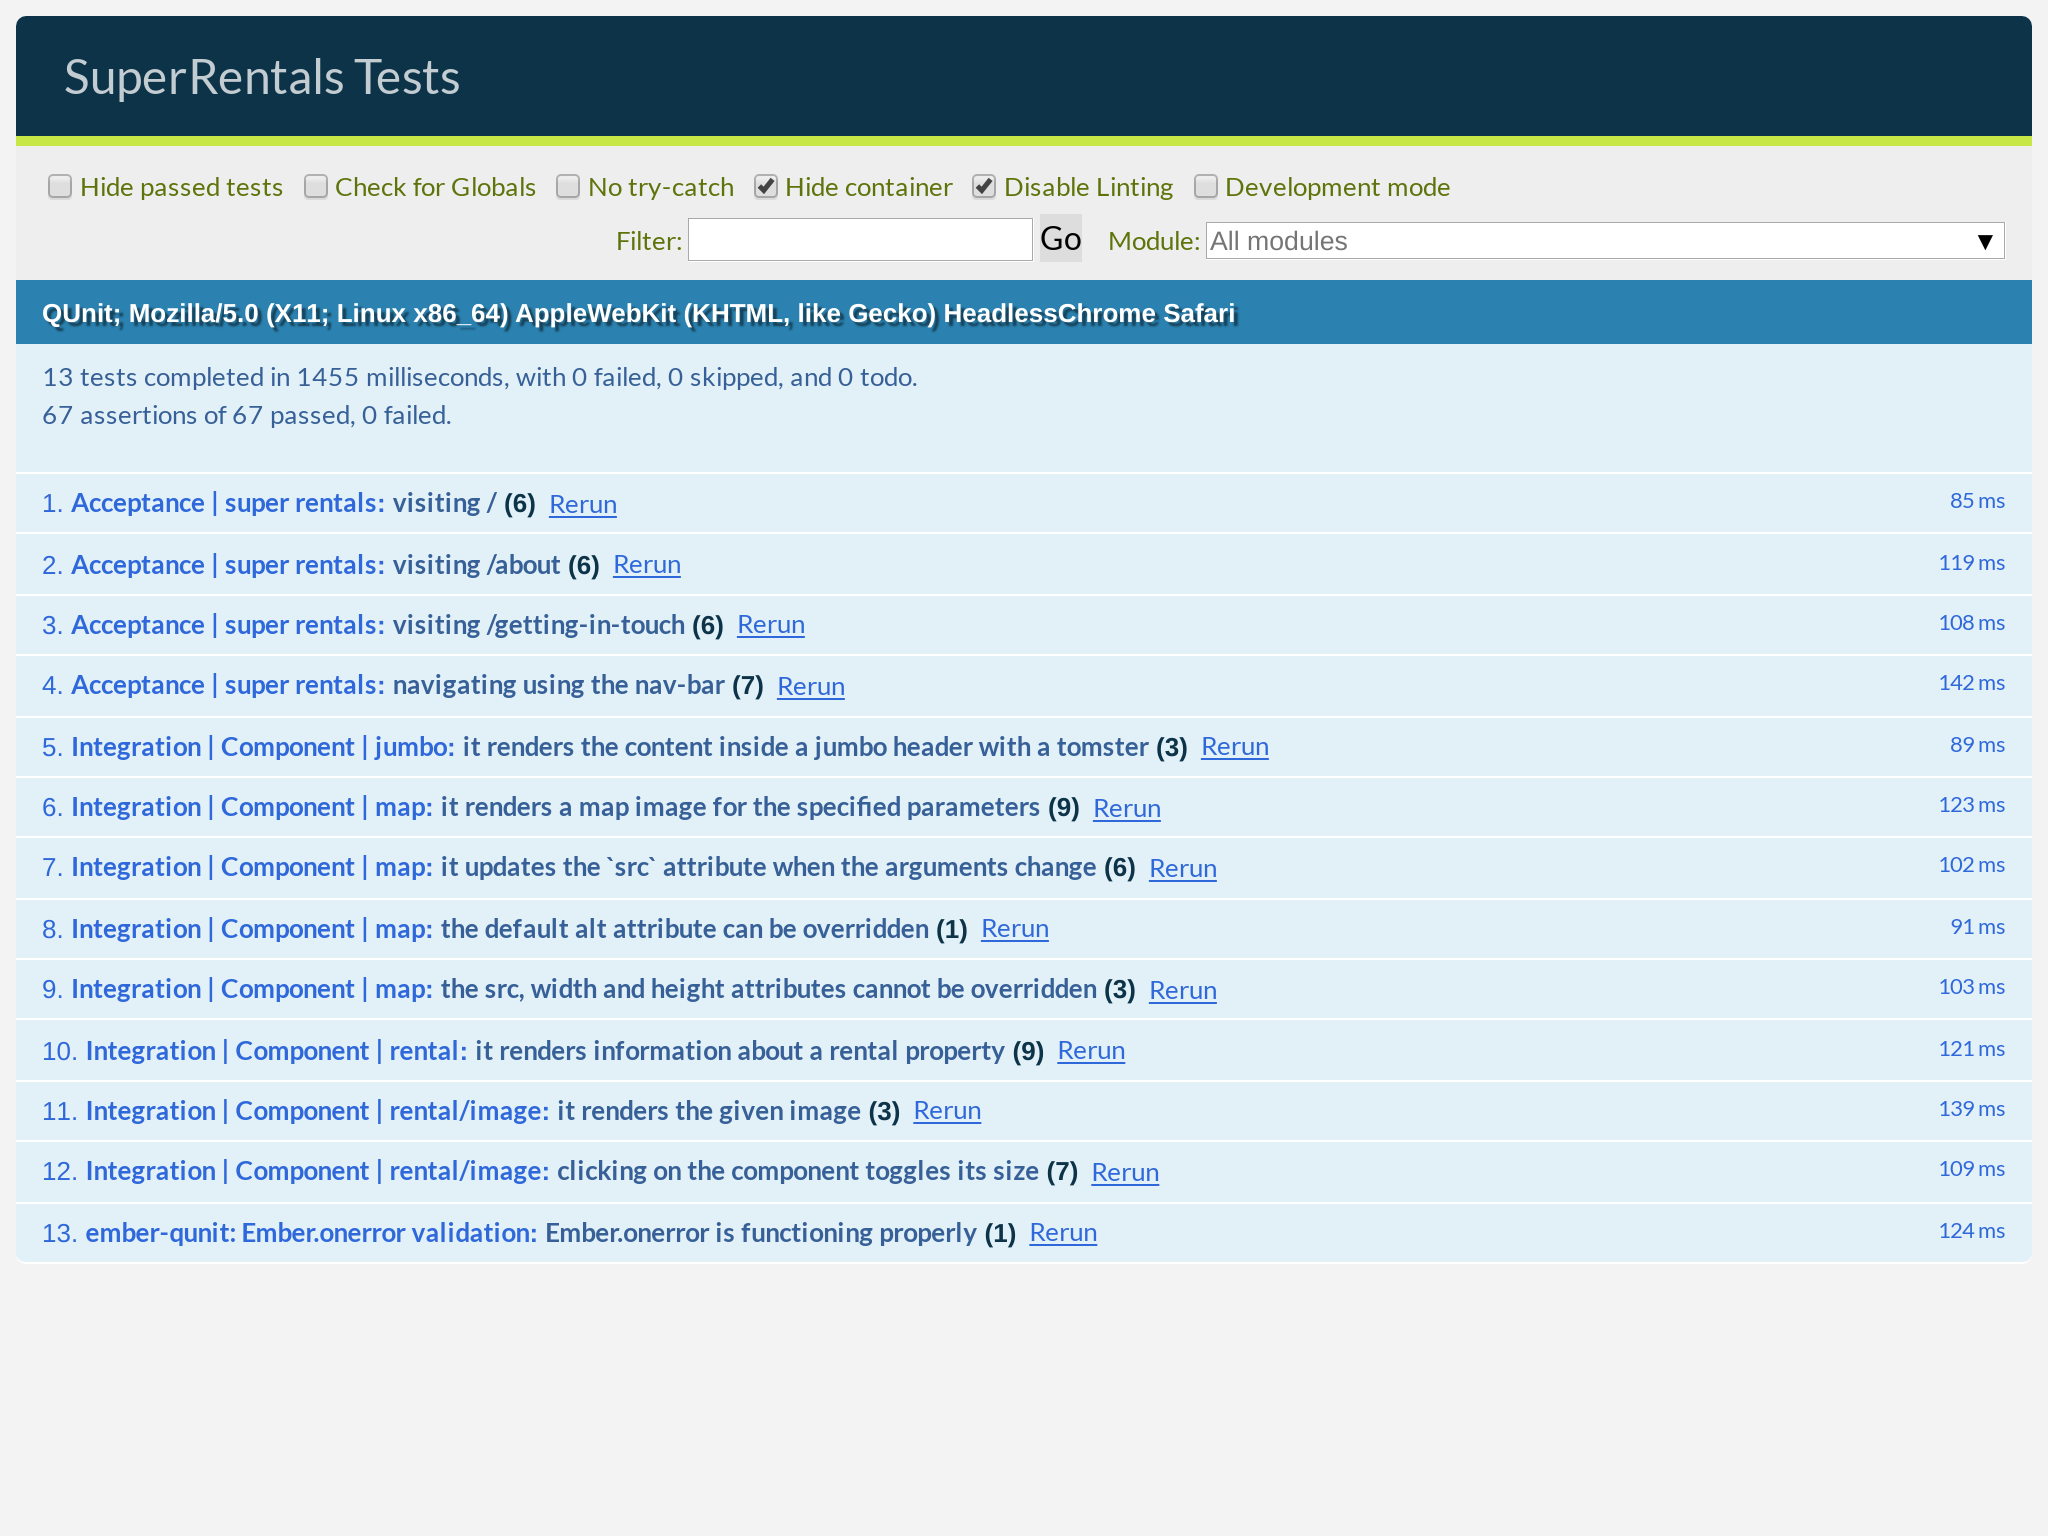 SuperRentals Tests
Hide passed tests Check for Globals No try-catch Hide container Disable Linting Development mode
Filter: Go Module: All modules ▼
QUnit; Mozilla/5.0 (X11; Linux x86_64) AppleWebKit (KHTML, like Gecko) HeadlessChrome Safari
13 tests completed in 1455 milliseconds, with 0 failed, 0 skipped, and 0 todo.
67 assertions of 67 passed, 0 failed.
1. Acceptance | super rentals: visiting / (6) Rerun 85 ms
2. Acceptance | super rentals: visiting /about (6) Rerun 119 ms
3. Acceptance | super rentals: visiting /getting-in-touch (6) Rerun 108 ms
4. Acceptance | super rentals: navigating using the nav-bar (7) Rerun 142 ms
5. Integration | Component | jumbo: it renders the content inside a jumbo header with a tomster (3) Rerun 89 ms
6. Integration | Component | map: it renders a map image for the specified parameters (9) Rerun 123 ms
7. Integration | Component | map: it updates the `src` attribute when the arguments change (6) Rerun 102 ms
8. Integration | Component | map: the default alt attribute can be overridden (1) Rerun 91 ms
9. Integration | Component | map: the src, width and height attributes cannot be overridden (3) Rerun 103 ms
10. Integration | Component | rental: it renders information about a rental property (9) Rerun 121 ms
11. Integration | Component | rental/image: it renders the given image (3) Rerun 139 ms
12. Integration | Component | rental/image: clicking on the component toggles its size (7) Rerun 109 ms
13. ember-qunit: Ember.onerror validation: Ember.onerror is functioning properly (1) Rerun 124 ms